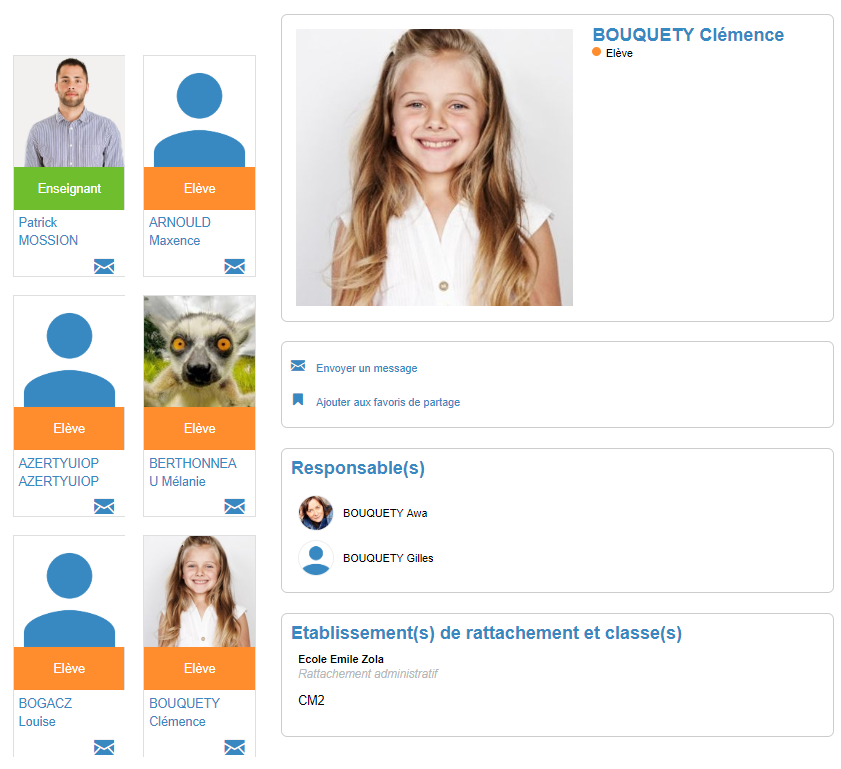 Enseignant
Patrick
MOSSION
Elève
ARNOULD
Maxence
Elève
AZERTYUIOP
AZERTYUIOP
Elève
BERTHONNEA
U Mélanie
Elève
BOGACZ
Louise
Elève
BOUQUETY
Clémence
BOUQUETY Clémence
Elève
Envoyer un message
Ajouter aux favoris de partage
Responsable(s)
BOUQUETY Awa
BOUQUETY Gilles
Etablissement(s) de rattachement et classe(s)
Ecole Emile Zola
Rattachement administratif
CM2